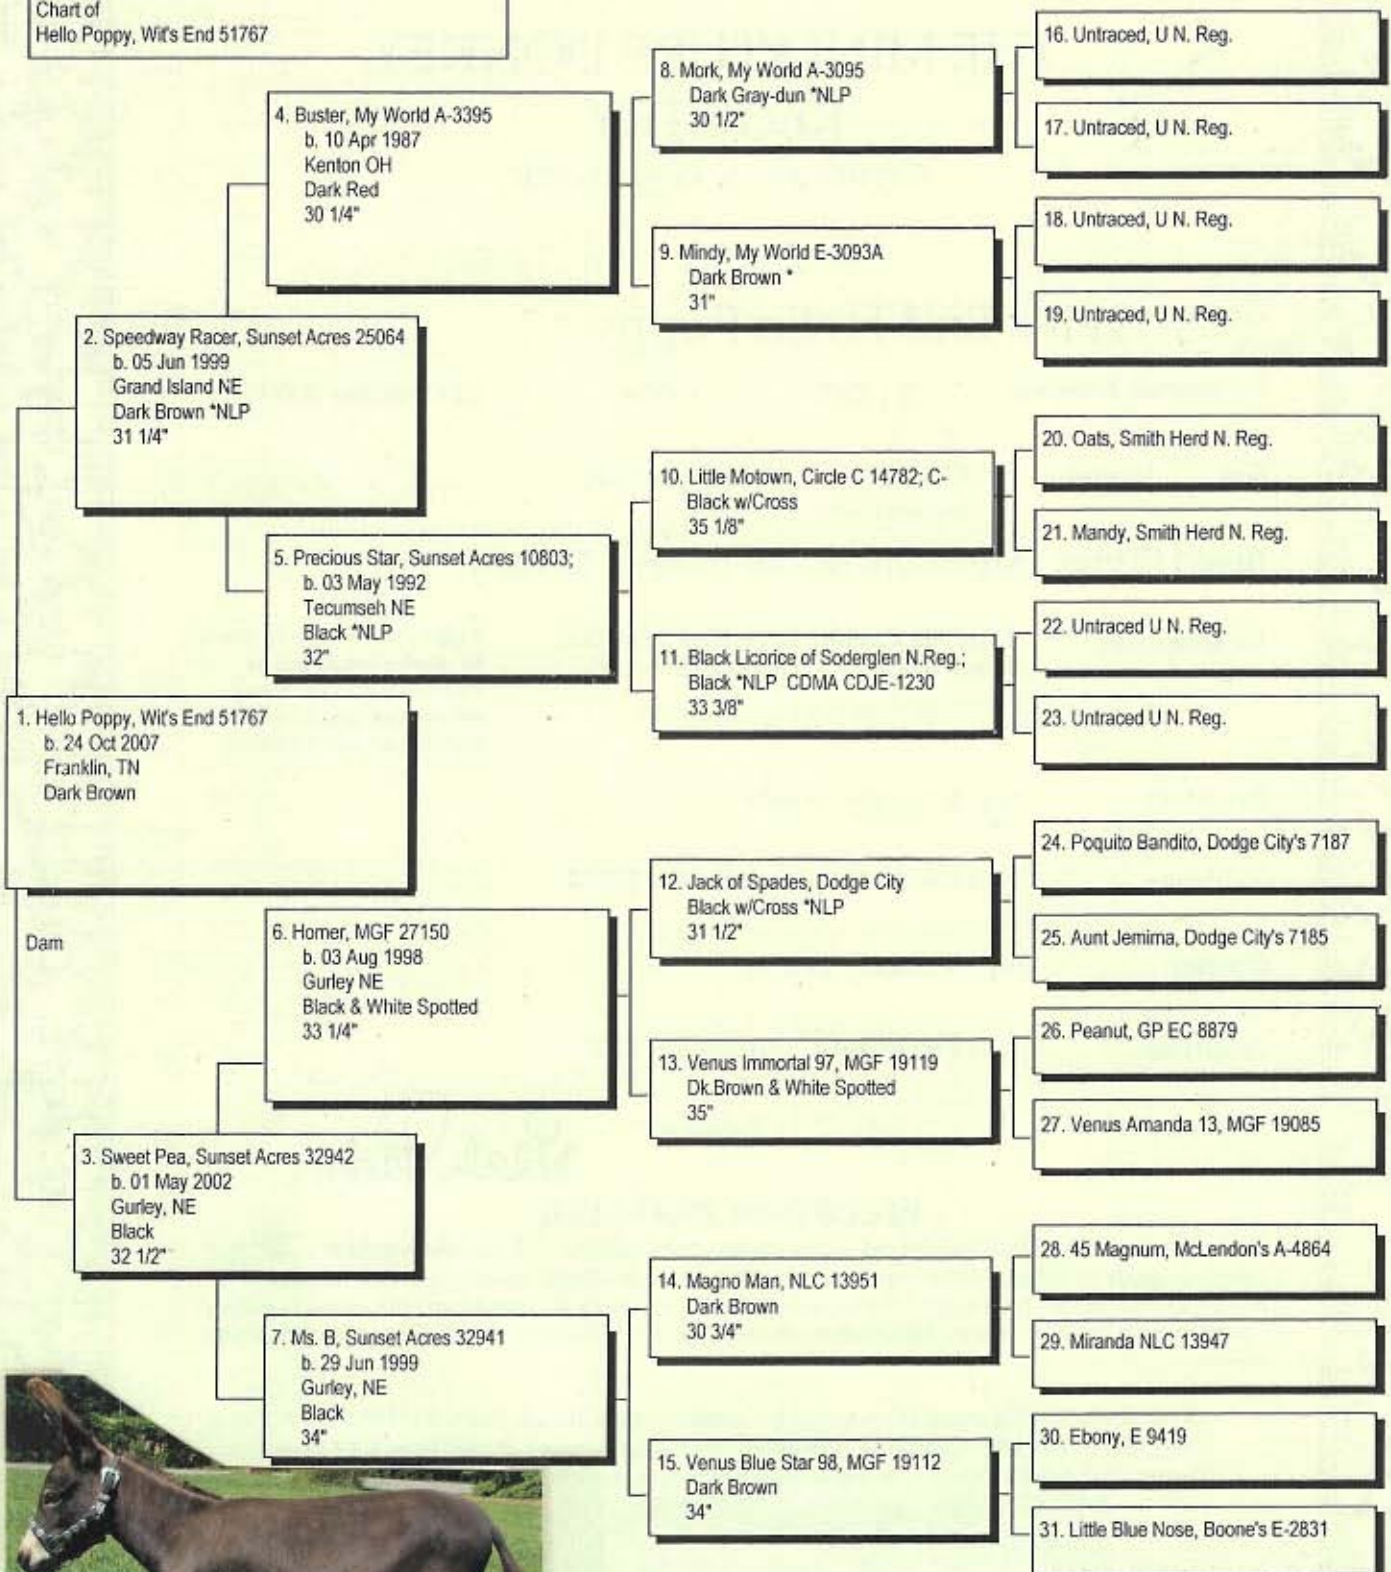 Chart of
Hello Poppy, Wit's End 51767
1. Hello Poppy, Wit's End 51767
b. 24 Oct 2007
Franklin, TN
Dark Brown
Dam
2. Speedway Racer, Sunset Acres 25064
b. 05 Jun 1999
Grand Island NE
Dark Brown *NLP
31 1/4"
3. Sweet Pea, Sunset Acres 32942
b. 01 May 2002
Gurley, NE
Black
32 1/2"
4. Buster, My World A-3395
b. 10 Apr 1987
Kenton OH
Dark Red
30 1/4"
5. Precious Star, Sunset Acres 10803;
b. 03 May 1992
Tecumseh NE
Black *NLP
32"
6. Homer, MGF 27150
b. 03 Aug 1998
Gurley NE
Black & White Spotted
33 1/4"
7. Ms. B, Sunset Acres 32941
b. 29 Jun 1999
Gurley, NE
Black
34"
8. Mork, My World A-3095
Dark Gray-dun *NLP
30 1/2"
9. Mindy, My World E-3093A
Dark Brown *
31"
10. Little Motown, Circle C 14782; C-
Black w/Cross
35 1/8"
11. Black Licorice of Soderglen N.Reg.;
Black *NLP CDMA CDJE-1230
33 3/8"
12. Jack of Spades, Dodge City
Black w/Cross *NLP
31 1/2"
13. Venus Immortal 97, MGF 19119
Dk.Brown & White Spotted
35"
14. Magno Man, NLC 13951
Dark Brown
30 3/4"
15. Venus Blue Star 98, MGF 19112
Dark Brown
34"
16. Untraced, U N. Reg.
17. Untraced, U N. Reg.
18. Untraced, U N. Reg.
19. Untraced, U N. Reg.
20. Oats, Smith Herd N. Reg.
21. Mandy, Smith Herd N. Reg.
22. Untraced U N. Reg.
23. Untraced U N. Reg.
24. Poquito Bandito, Dodge City's 7187
25. Aunt Jemima, Dodge City's 7185
26. Peanut, GP EC 8879
27. Venus Amanda 13, MGF 19085
28. 45 Magnum, McLendon's A-4864
29. Miranda NLC 13947
30. Ebony, E 9419
31. Little Blue Nose, Boone's E-2831